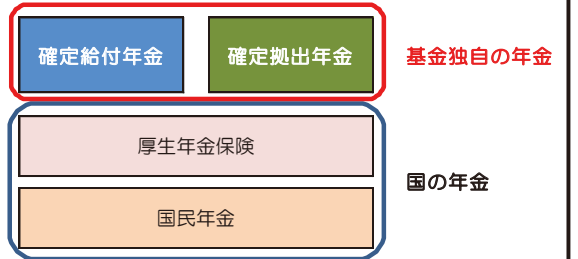 確定給付年金
確定拠出年金
基金独自の年金
厚生年金保険
国の年金
国民年金